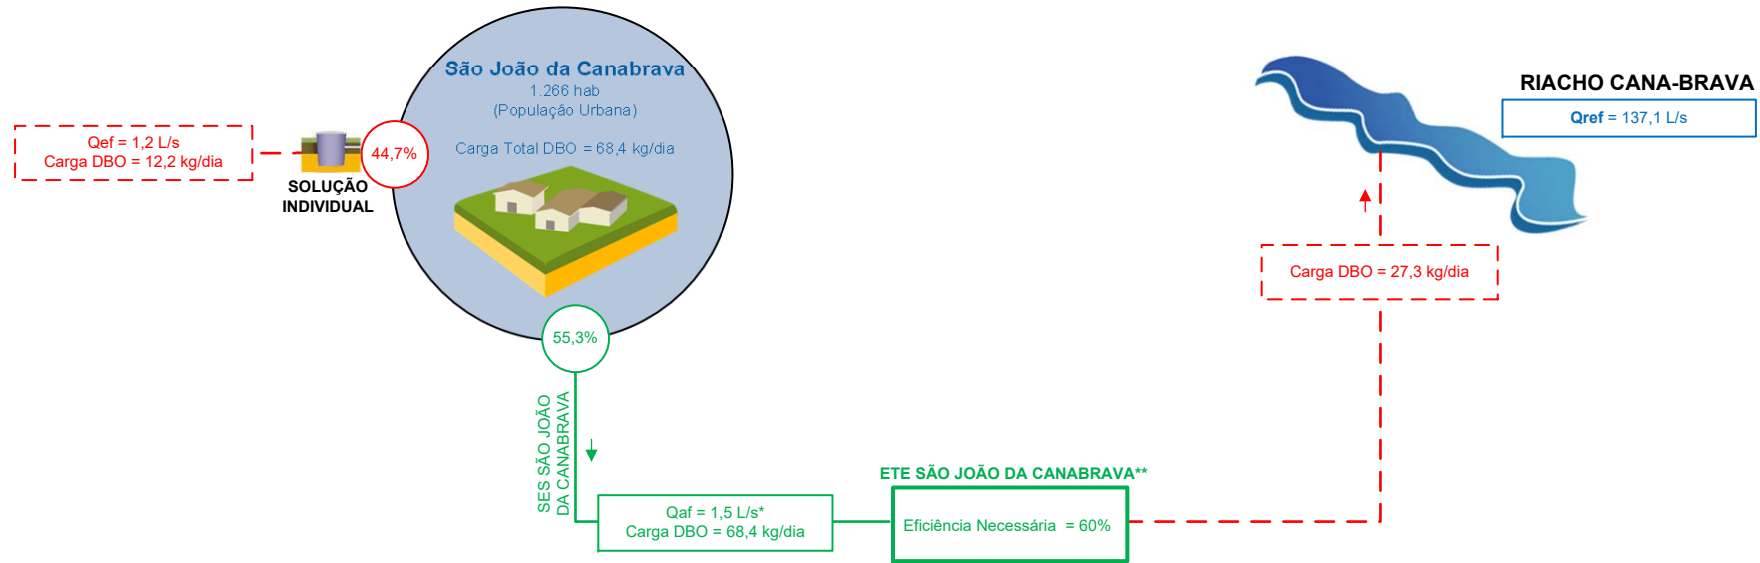 São João da Canabrava
1.266 hab
(População Urbana)
Carga Total DBO = 68,4 kg/dia
Qef = 1,2 L/s
Carga DBO = 12,2 kg/dia
44,7%
SOLUÇÃO
INDIVIDUAL
55,3%
SES SÃO JOÃO
DA CANABRAVA
Qaf = 1,5 L/s*
Carga DBO = 68,4 kg/dia
ETE SÃO JOÃO DA CANABRAVA**
Eficiência Necessária = 60%
Carga DBO = 27,3 kg/dia
RIACHO CANA-BRAVA
Qref = 137,1 L/s